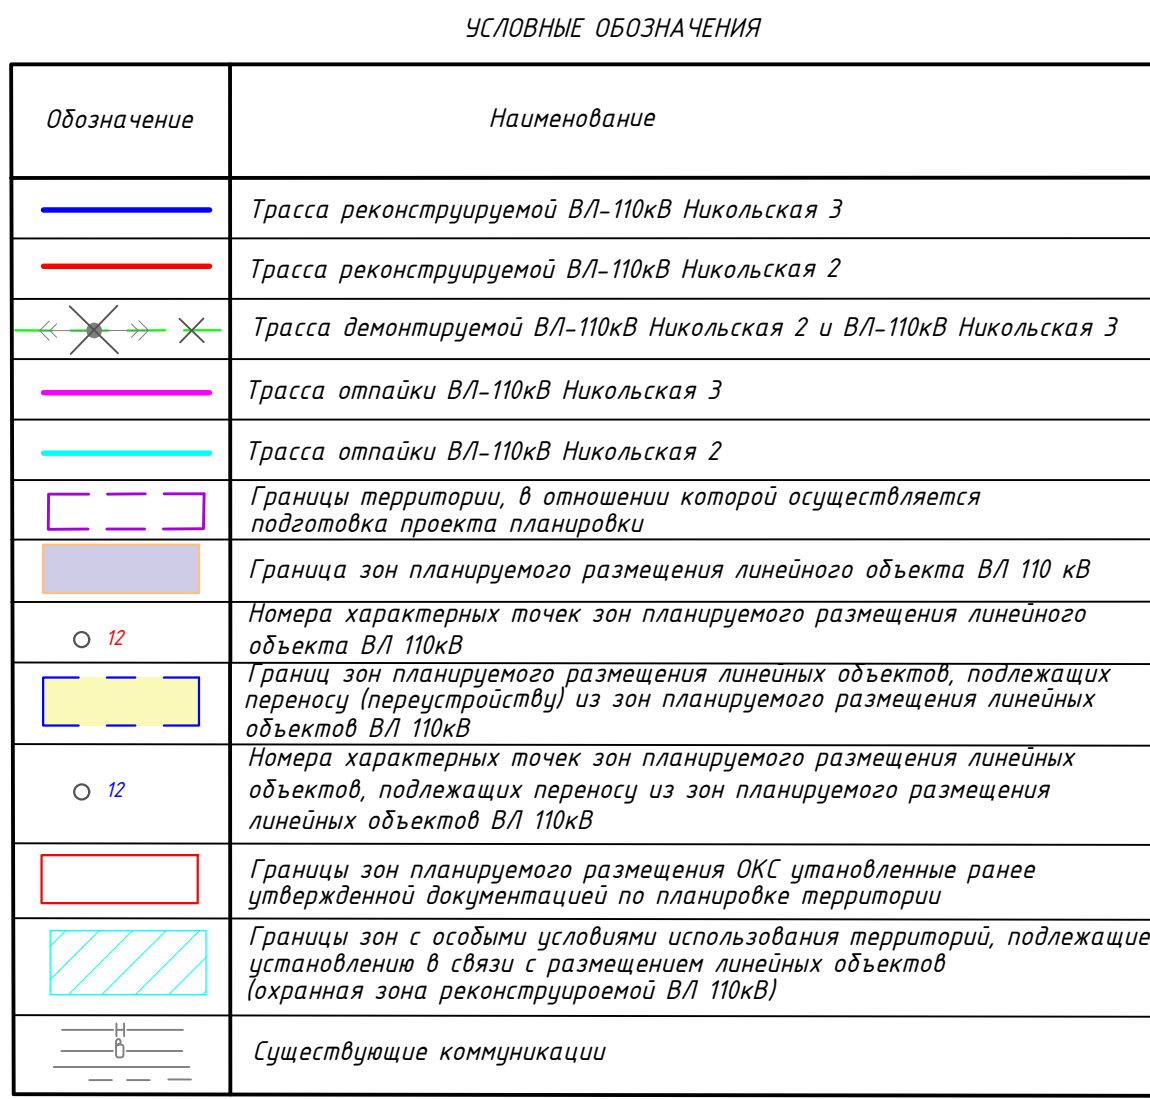 УСЛОВНЫЕ ОБОЗНАЧЕНИЯ
Обозначение
Наименование
Трасса реконструируемой ВЛ-110кВ Никольская 3
Трасса реконструируемой ВЛ-110кВ Никольская 2
Трасса демонтируемой ВЛ-110кВ Никольская 2 и ВЛ-110кВ Никольская 3
Трасса отпайки ВЛ-110кВ Никольская 3
Трасса отпайки ВЛ-110кВ Никольская 2
Границы территории, в отношении которой осуществляется
подготовка проекта планировки
Граница зон планируемого размещения линейного объекта ВЛ 110 кВ
12
Номера характерных точек зон планируемого размещения линейного
объекта ВЛ 110кВ
Границ зон планируемого размещения линейных объектов, подлежащих
переносу (переустройству) из зон планируемого размещения линейных
объектов ВЛ 110кВ
12
Номера характерных точек зон планируемого размещения линейных
объектов, подлежащих переносу из зон планируемого размещения
линейных объектов ВЛ 110кВ
Границы зон планируемого размещения ОКС утановленные ранее
утвержденной документацией по планировке территории
Границы зон с особыми условиями использования территорий, подлежащие
установлению в связи с размещением линейных объектов
(охранная зона реконструироемой ВЛ 110кВ)
Н
В
Существующие коммуникации